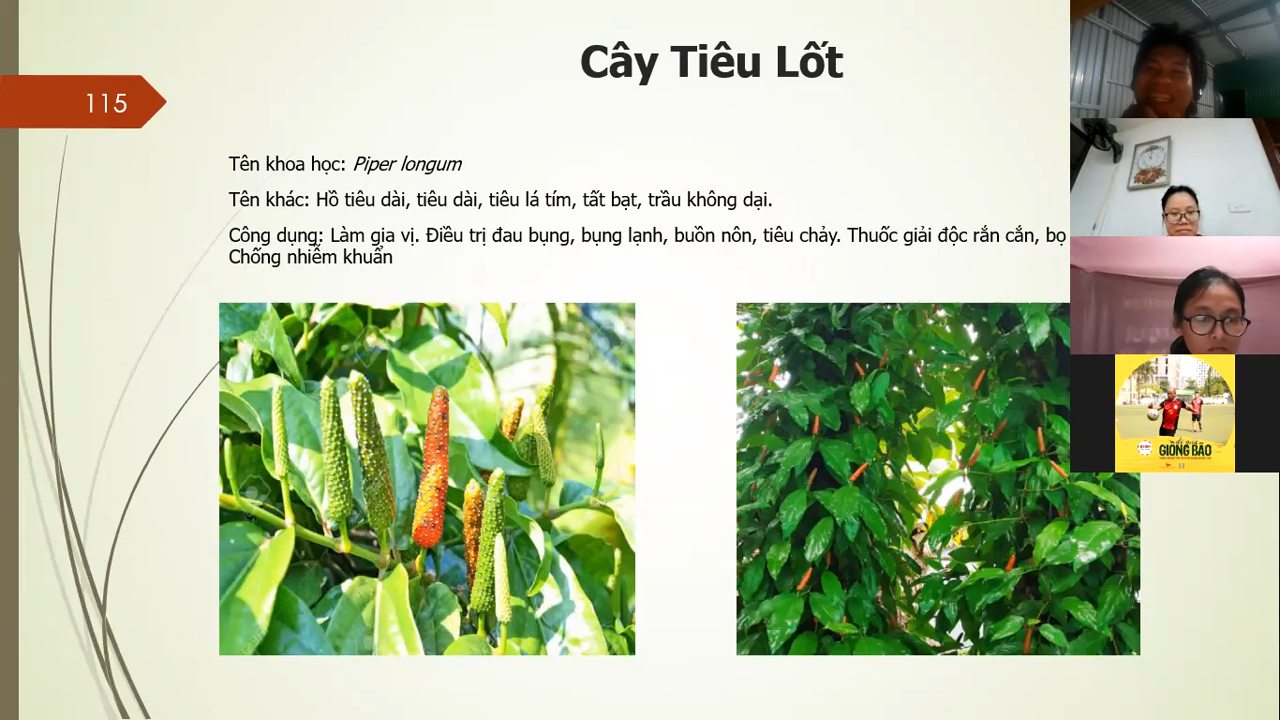 Cây Tiêu Lốt
115
Tên khoa học: Piper longum
Tên khác: Hồ tiêu dài, tiêu dài, tiêu lá tím, tất bạt, trầu không dại.
Công dụng: Làm gia vị. Điều trị đau bụng, bụng lạnh, buồn nôn, tiêu chảy. Thuốc giải độc rắn cắn, bọ
Chống nhiễm khuẩn
GIÔNG BÃO